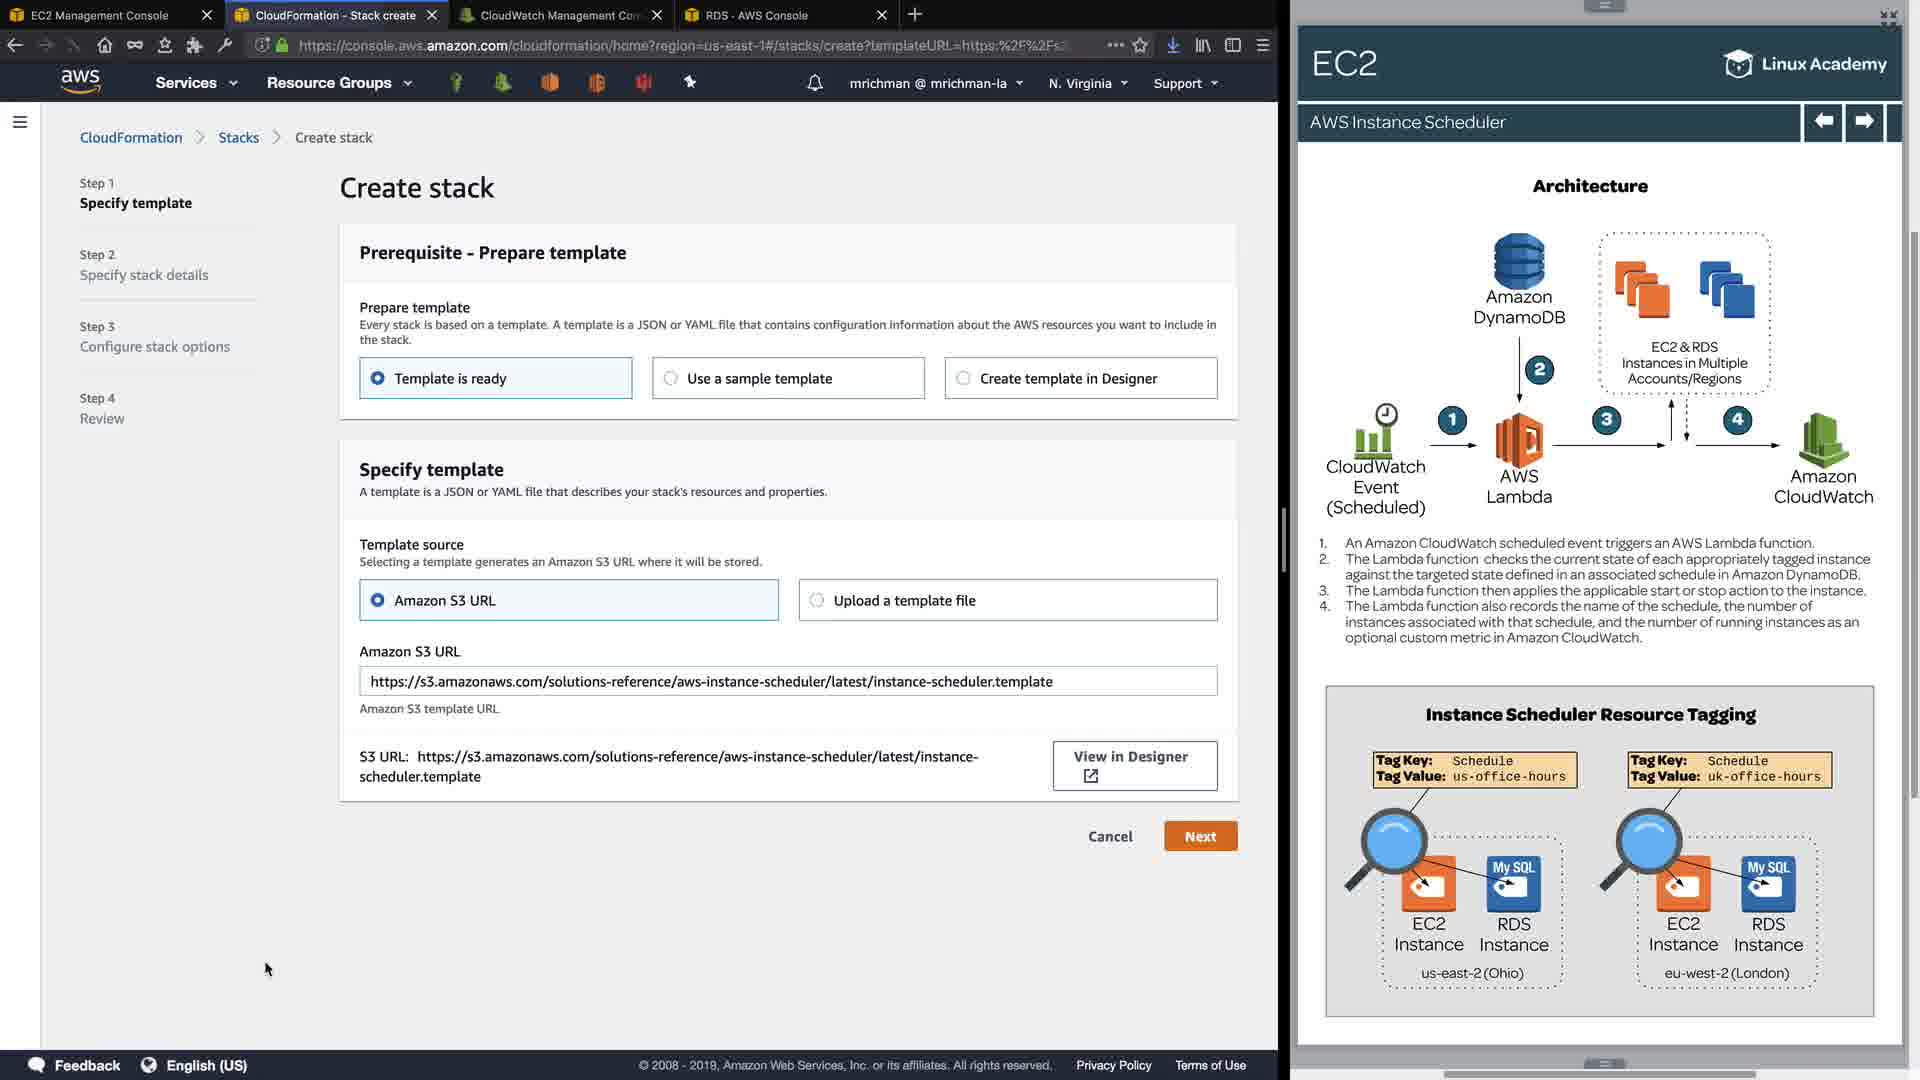 EC2 Management Console
CloudFormation - Stack create
CloudWatch Management Con
RDS - AWS Console
https://console.aws.amazon.com/cloudformation/home?region=us-east-1#/stacks/create?templateURL=https:%2F%2Fs3
aws
Services
Resource Groups
mrichman @ mrichman-la
N. Virginia
Support
CloudFormation
Stacks
Create stack
Step 1
Specify template
Step 2
Specify stack details
Step 3
Configure stack options
Step 4
Review
Create stack
Prerequisite - Prepare template
Prepare template
Every stack is based on a template. A template is a JSON or YAML file that contains configuration information about the AWS resources you want to include in
the stack.
Template is ready
Use a sample template
Create template in Designer
Specify template
A template is a JSON or YAML file that describes your stack's resources and properties.
Template source
Selecting a template generates an Amazon S3 URL where it will be stored.
Amazon S3 URL
Upload a template file
Amazon S3 URL
https://s3.amazonaws.com/solutions-reference/aws-instance-scheduler/latest/instance-scheduler.template
Amazon S3 template URL
S3 URL: https://s3.amazonaws.com/solutions-reference/aws-instance-scheduler/latest/instance-
scheduler.template
View in Designer
Cancel
Next
Feedback
English (US)
© 2008 - 2019, Amazon Web Services, Inc. or its affiliates. All rights reserved.
Privacy Policy
Terms of Use
EC2
Linux Academy
AWS Instance Scheduler
Architecture
Amazon
DynamoDB
EC2 & RDS
Instances in Multiple
Accounts/Regions
2
1
3
4
CloudWatch
Event
(Scheduled)
AWS
Lambda
Amazon
CloudWatch
1. An Amazon CloudWatch scheduled event triggers an AWS Lambda function.
2. The Lambda function checks the current state of each appropriately tagged instance
against the targeted state defined in an associated schedule in Amazon DynamoDB.
3. The Lambda function then applies the applicable start or stop action to the instance.
4. The Lambda function also records the name of the schedule, the number of
instances associated with that schedule, and the number of running instances as an
optional custom metric in Amazon CloudWatch.
Instance Scheduler Resource Tagging
Tag Key: Schedule
Tag Value: us-office-hours
Tag Key: Schedule
Tag Value: uk-office-hours
My SQL
My SQL
EC2
Instance
RDS
Instance
EC2
Instance
RDS
Instance
us-east-2 (Ohio)
eu-west-2 (London)